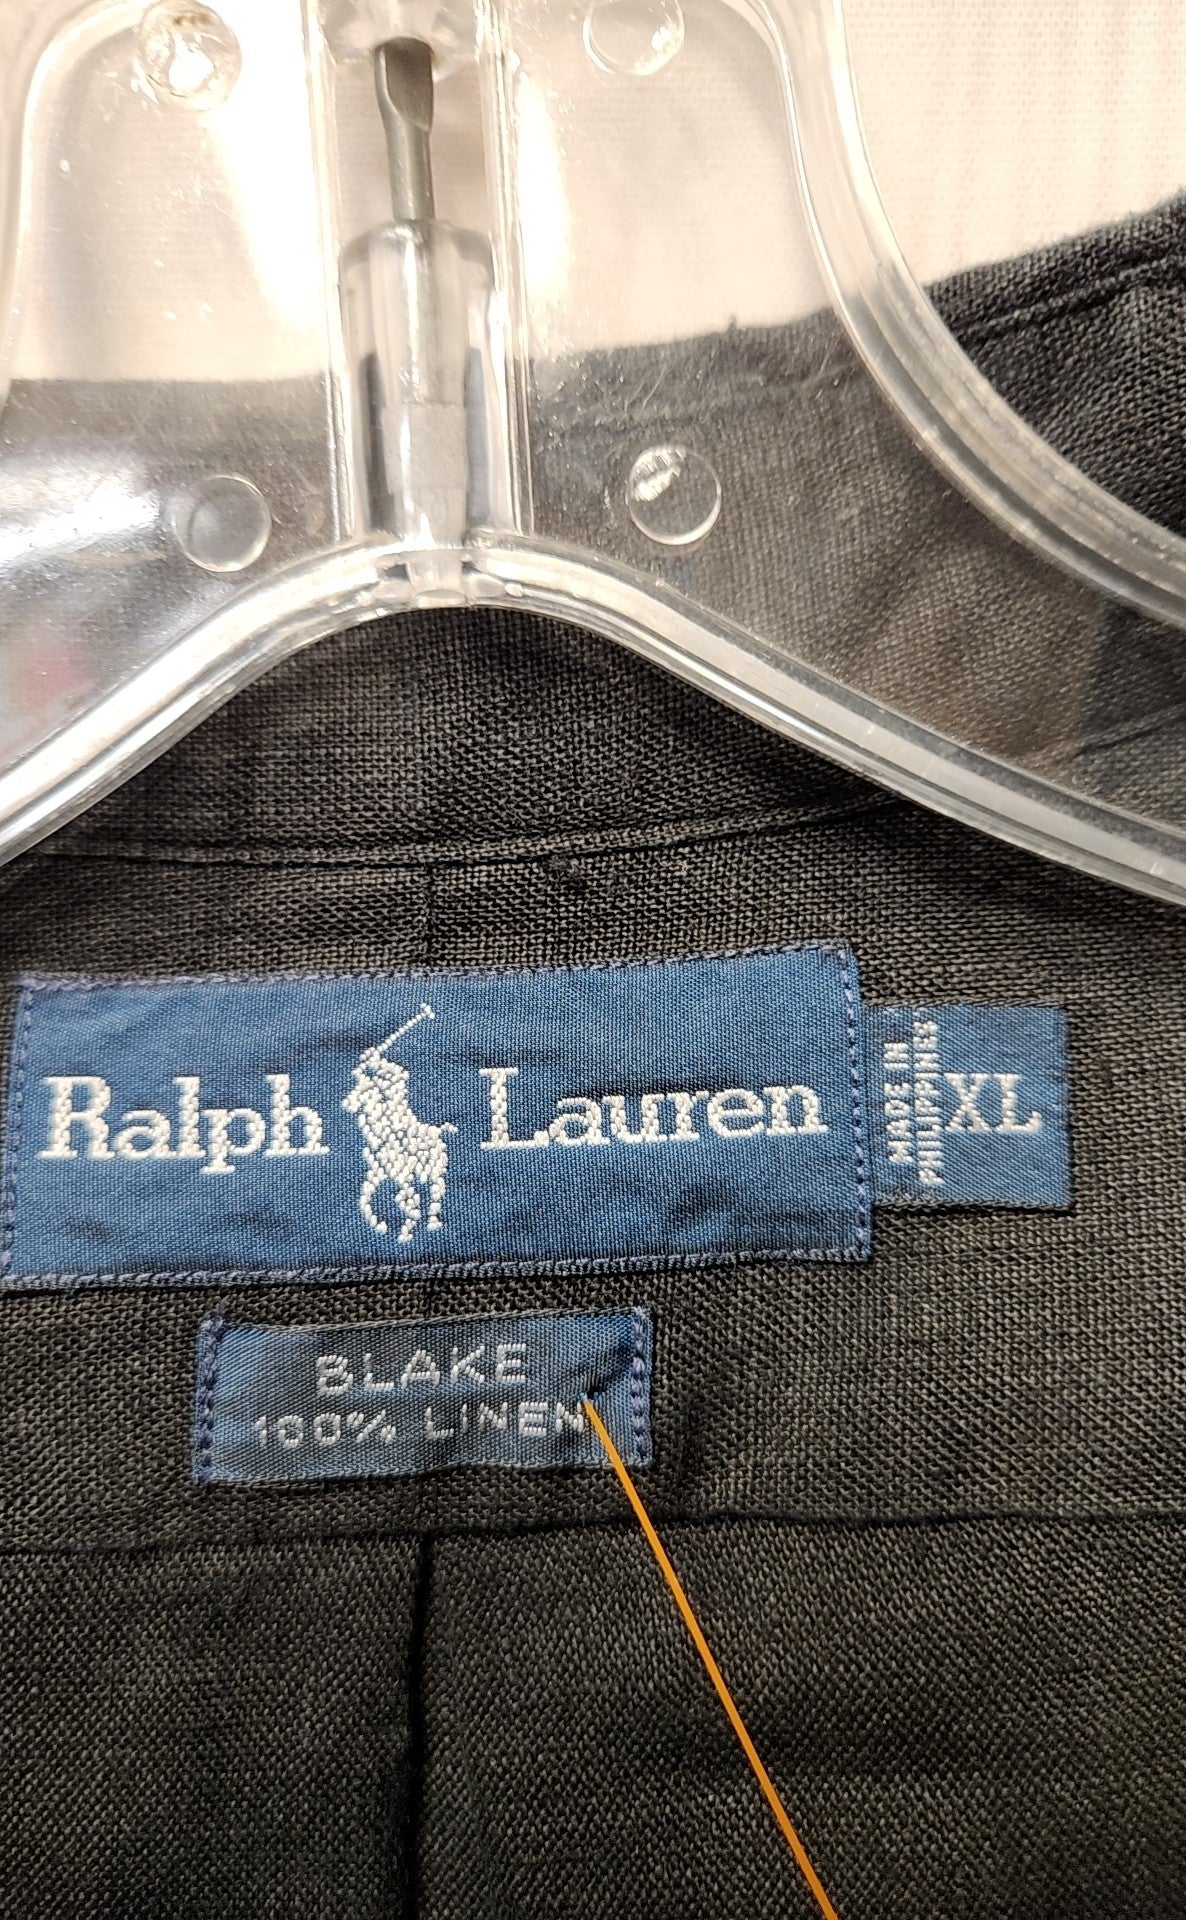 Ralph Lauren
MADE IN
PHILIPPINES
XL
BLAKE
100% LINEN